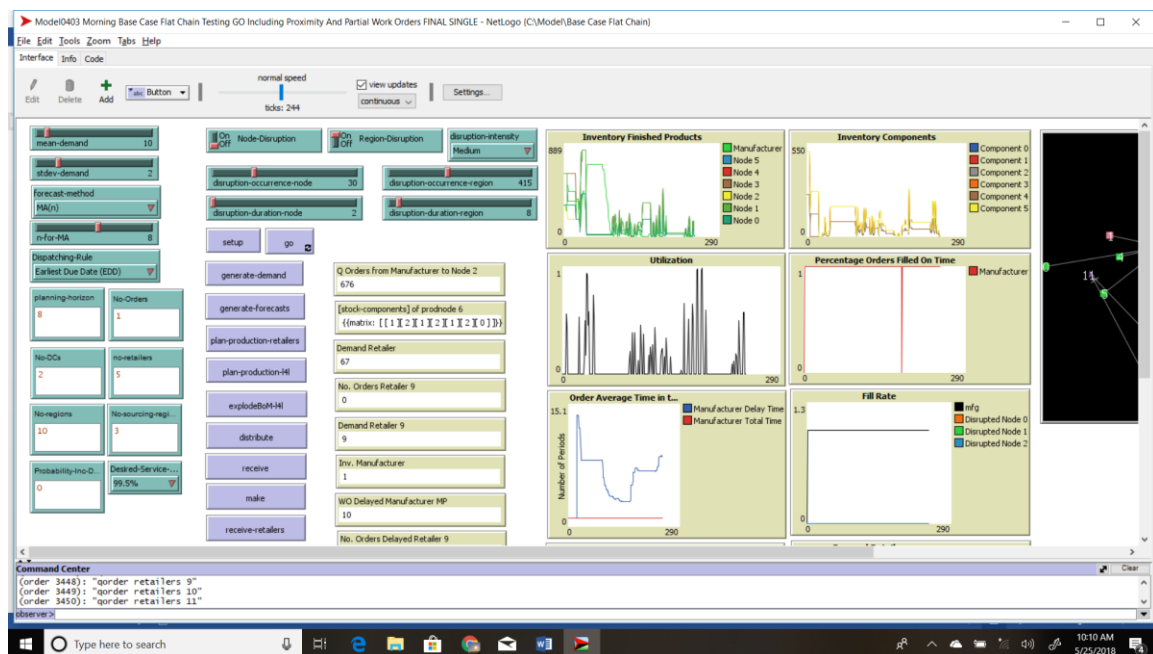 Model0403 Morning Base Case Flat Chain Testing GO Including Proximity And Partial Work Orders FINAL SINGLE - NetLogo {C:\Model\Base Case Flat Chain}
File Edit Tools Zoom Tabs Help
Interface Info Code
Edit Delete Add abc Button
normal speed
ticks: 244
view updates
continuous
Settings...
mean-demand 10
stdev-demand 2
forecast-method
MA(n)
n-for-MA 8
Dispatching-Rule
Earliest Due Date (EDD)
planning-horizon
8
No-Orders
1
No-DCs
2
no-retailers
5
No-regions
10
No-sourcing-regi...
3
Probability-Inc-D...
0
Desired-Service-...
99.5%
On
Off
Node-Disruption
On
Off
Region-Disruption
disruption-intensity
Medium
disruption-occurrence-node 30
disruption-occurrence-region 415
disruption-duration-node 2
disruption-duration-region 8
setup
go
generate-demand
generate-forecasts
plan-production-retailers
plan-production-l4l
explodeBoM-l4l
distribute
receive
make
receive-retailers
Q Orders from Manufacturer to Node 2
676
[stock-components] of prodnode 6
{{matrix: [ [ 1 ][ 2 ][ 1 ][ 2 ][ 1 ][ 2 ][ 0 ] ]}}
Demand Retailer
67
No. Orders Retailer 9
0
Demand Retailer 9
9
Inv. Manufacturer
1
WO Delayed Manufacturer MP
10
No. Orders Delayed Retailer 9
Inventory Finished Products
889
0
0
290
Manufacturer
Node 5
Node 4
Node 3
Node 2
Node 1
Node 0
Inventory Components
550
0
0
290
Component 0
Component 1
Component 2
Component 3
Component 4
Component 5
Utilization
1
0
0
290
Percentage Orders Filled On Time
1
0
0
290
Manufacturer
Order Average Time in t...
Number of Periods
15.1
0
0
290
Manufacturer Delay Time
Manufacturer Total Time
Fill Rate
1.3
0
0
290
mfg
Disrupted Node 0
Disrupted Node 1
Disrupted Node 2
11
Command Center
Clear
(order 3448): "qorder retailers 9"
(order 3449): "qorder retailers 10"
(order 3450): "qorder retailers 11"
observer>
Type here to search
10:10 AM
5/25/2018
4